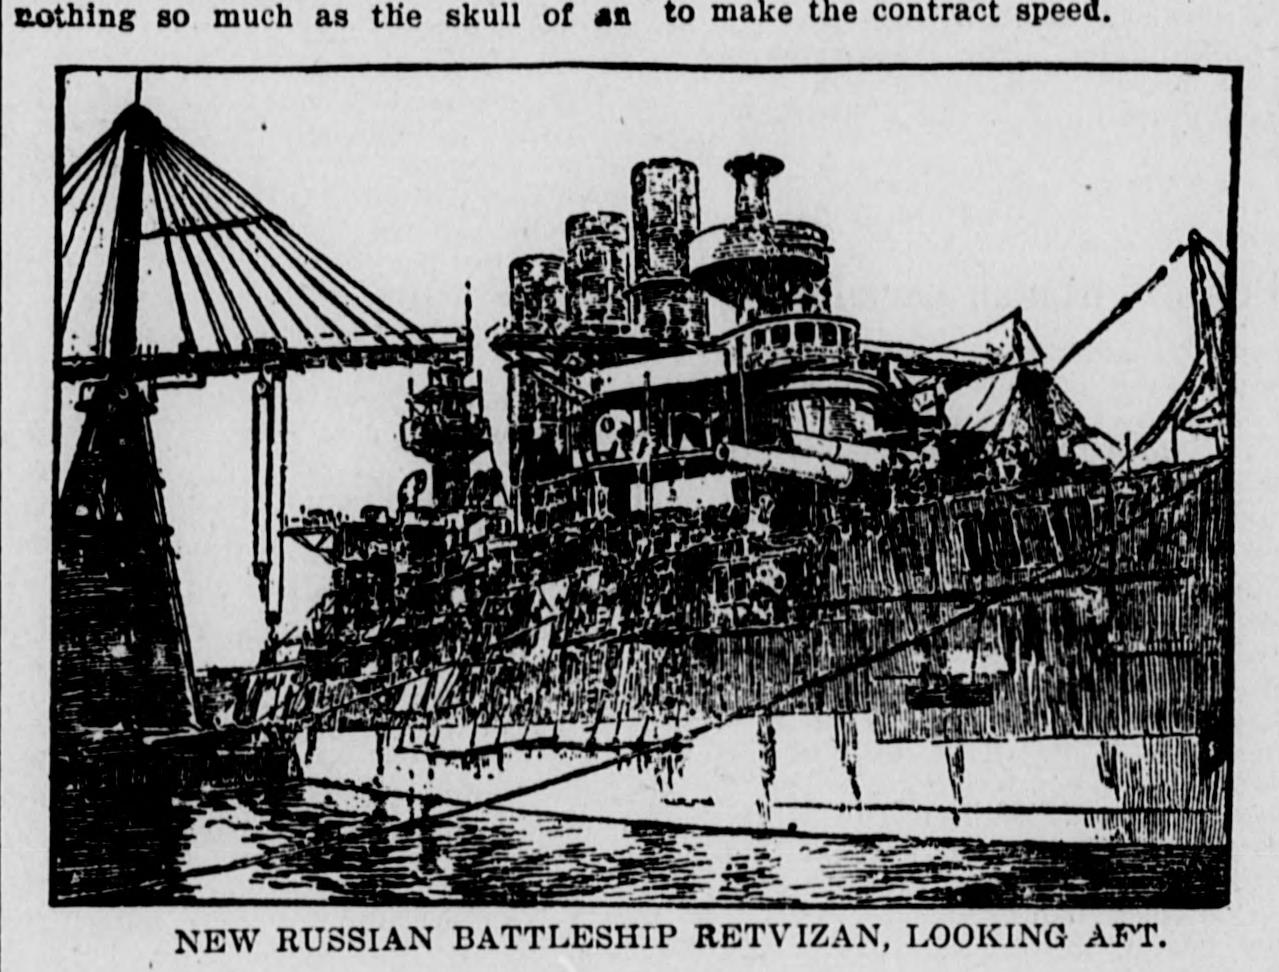 nothing so much as the skull of an
to make the contract speed.
NEW RUSSIAN BATTLESHIP RETVIZAN, LOOKING AFT.